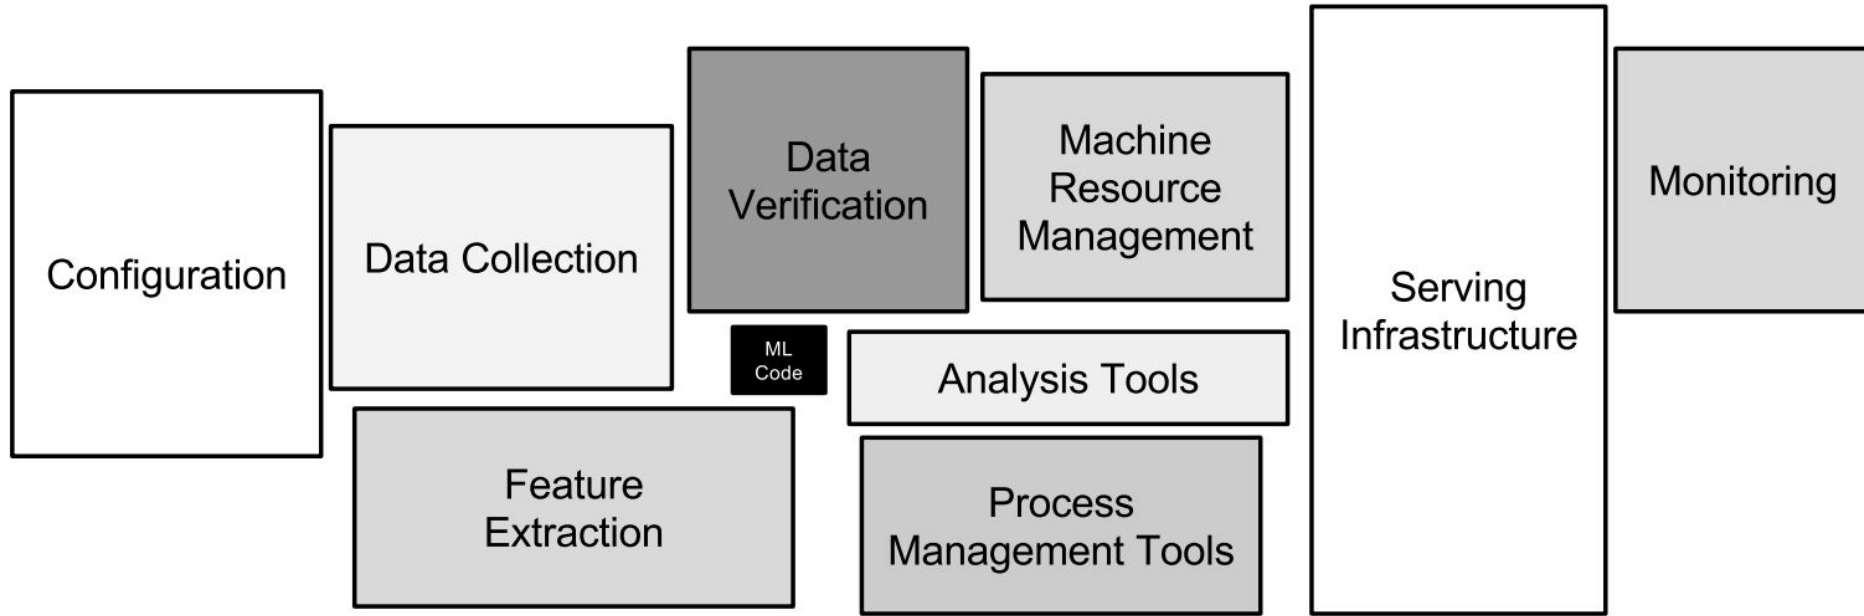 Configuration
Data Collection
Feature
Extraction
Data
Verification
ML
Code
Machine
Resource
Management
Analysis Tools
Process
Management Tools
Serving
Infrastructure
Monitoring